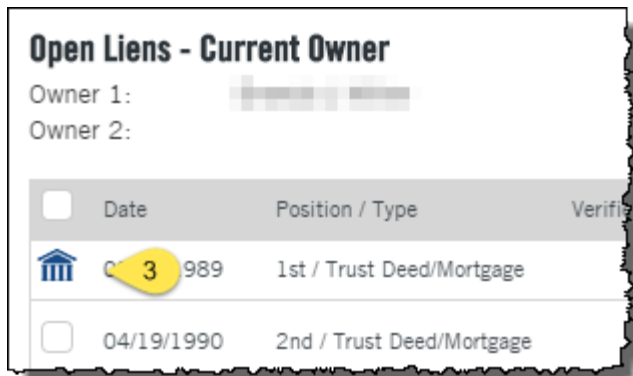 Open Liens - Current Owner
Owner 1:
Owner 2:
Date Position / Type
3 1st / Trust Deed/Mortgage
04/19/1990 2nd / Trust Deed/Mortgage